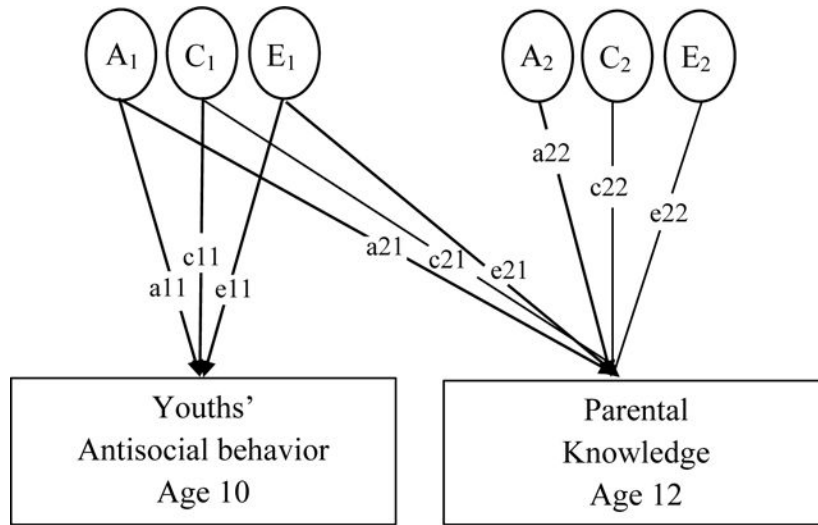 A1 C1 E1 A2 C2 E2
a22
c22
e22
a21 c21 e21
c11
a11 e11
Youths’
Antisocial behavior
Age 10
Parental
Knowledge
Age 12